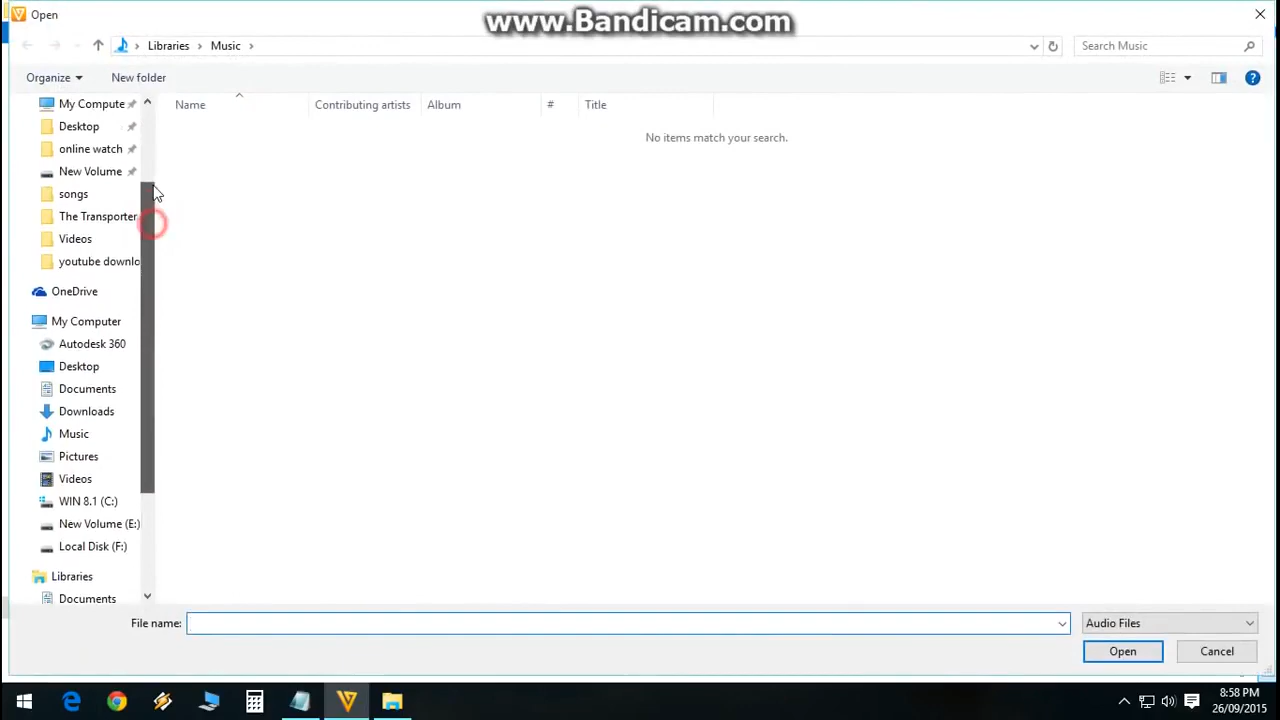 Open
www.Bandicam.com
Libraries
Music
Search Music
Organize
New folder
My Compute
Desktop
online watch
New Volume
songs
The Transporter
Videos
youtube downlo
OneDrive
My Computer
Autodesk 360
Desktop
Documents
Downloads
Music
Pictures
Videos
WIN 8.1 (C:)
New Volume (E:)
Local Disk (F:)
Libraries
Documents
Name
Contributing artists
Album
#
Title
No items match your search.
File name:
Audio Files
Open
Cancel
8:58 PM
26/09/2015